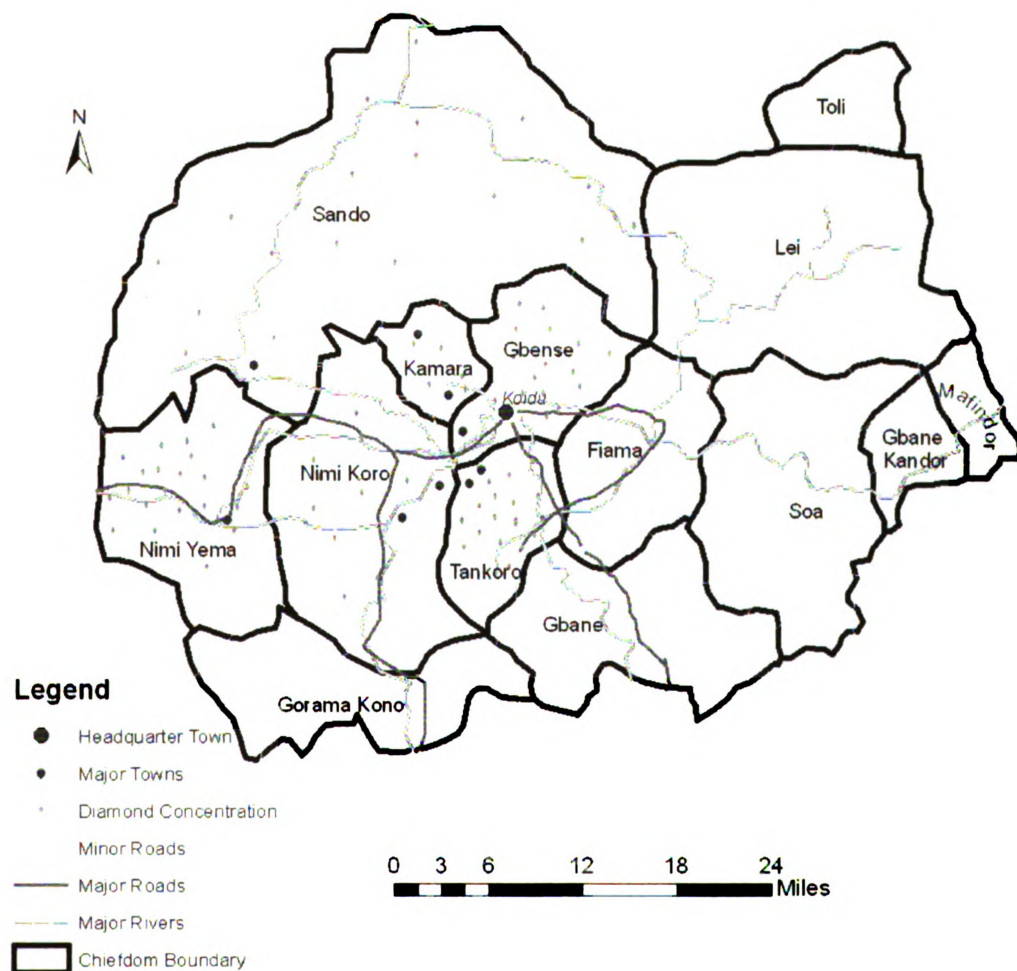 N
Toli
Sando
Lei
Kamara
Gbense
Koidu
Mafindor
Gbane
Kandor
Fiama
Nimi Koro
Soa
Nimi Yema
Tankoro
Gbane
Gorama Kono
Legend
Headquarter Town
Major Towns
Diamond Concentration
Minor Roads
Major Roads
Major Rivers
Chiefdom Boundary
0 3 6 12 18 24
Miles